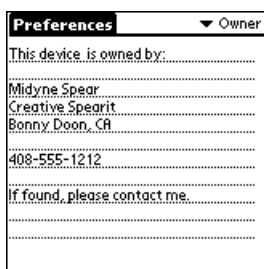 Preferences
Owner
This device is owned by:
Midyne Spear
Creative Spearit
Bonny Doon, CA
408-555-1212
If found, please contact me.